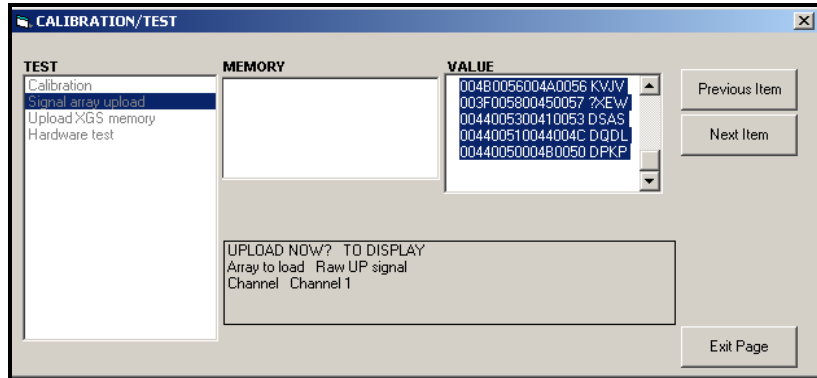 CALIBRATION/TEST
TEST
Calibration
Signal array upload
Upload XGS memory
Hardware test
MEMORY
VALUE
004B0056004A0056 KVJV
003F005800450057 ?XEW
0044005300410053 DSAS
004400510044004C DQDL
00440050004B0050 DPKP
Previous Item
Next Item
UPLOAD NOW? TO DISPLAY
Array to load Raw UP signal
Channel Channel 1
Exit Page